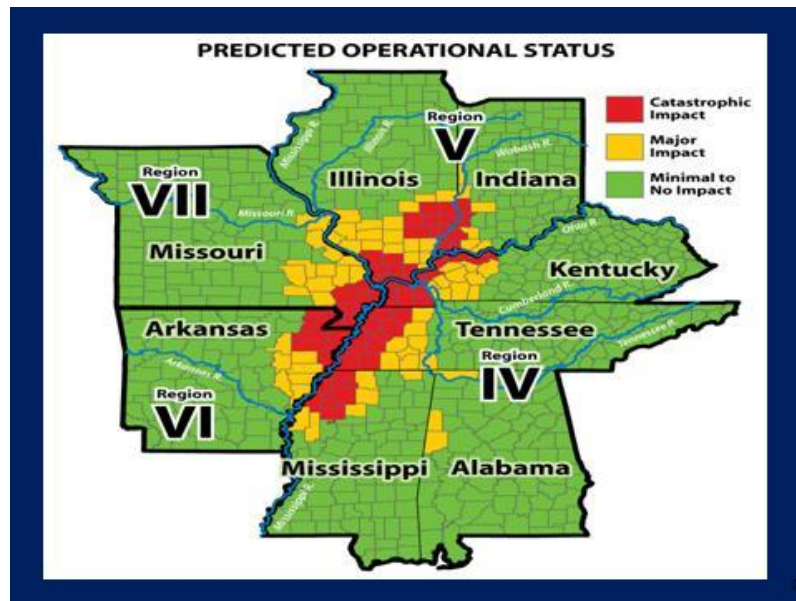 PREDICTED OPERATIONAL STATUS
Catastrophic
Impact
Major
Impact
Minimal to
No Impact
Region
V
Mississippi R.
Illinois R.
Wabash R.
Illinois
Indiana
Region
VII
Missouri R.
Missouri
Ohio R.
Kentucky
Cumberland R.
Arkansas
Tennessee
Tennessee R.
Arkansas R.
Region
IV
Region
VI
Mississippi
Alabama
Mississippi R.